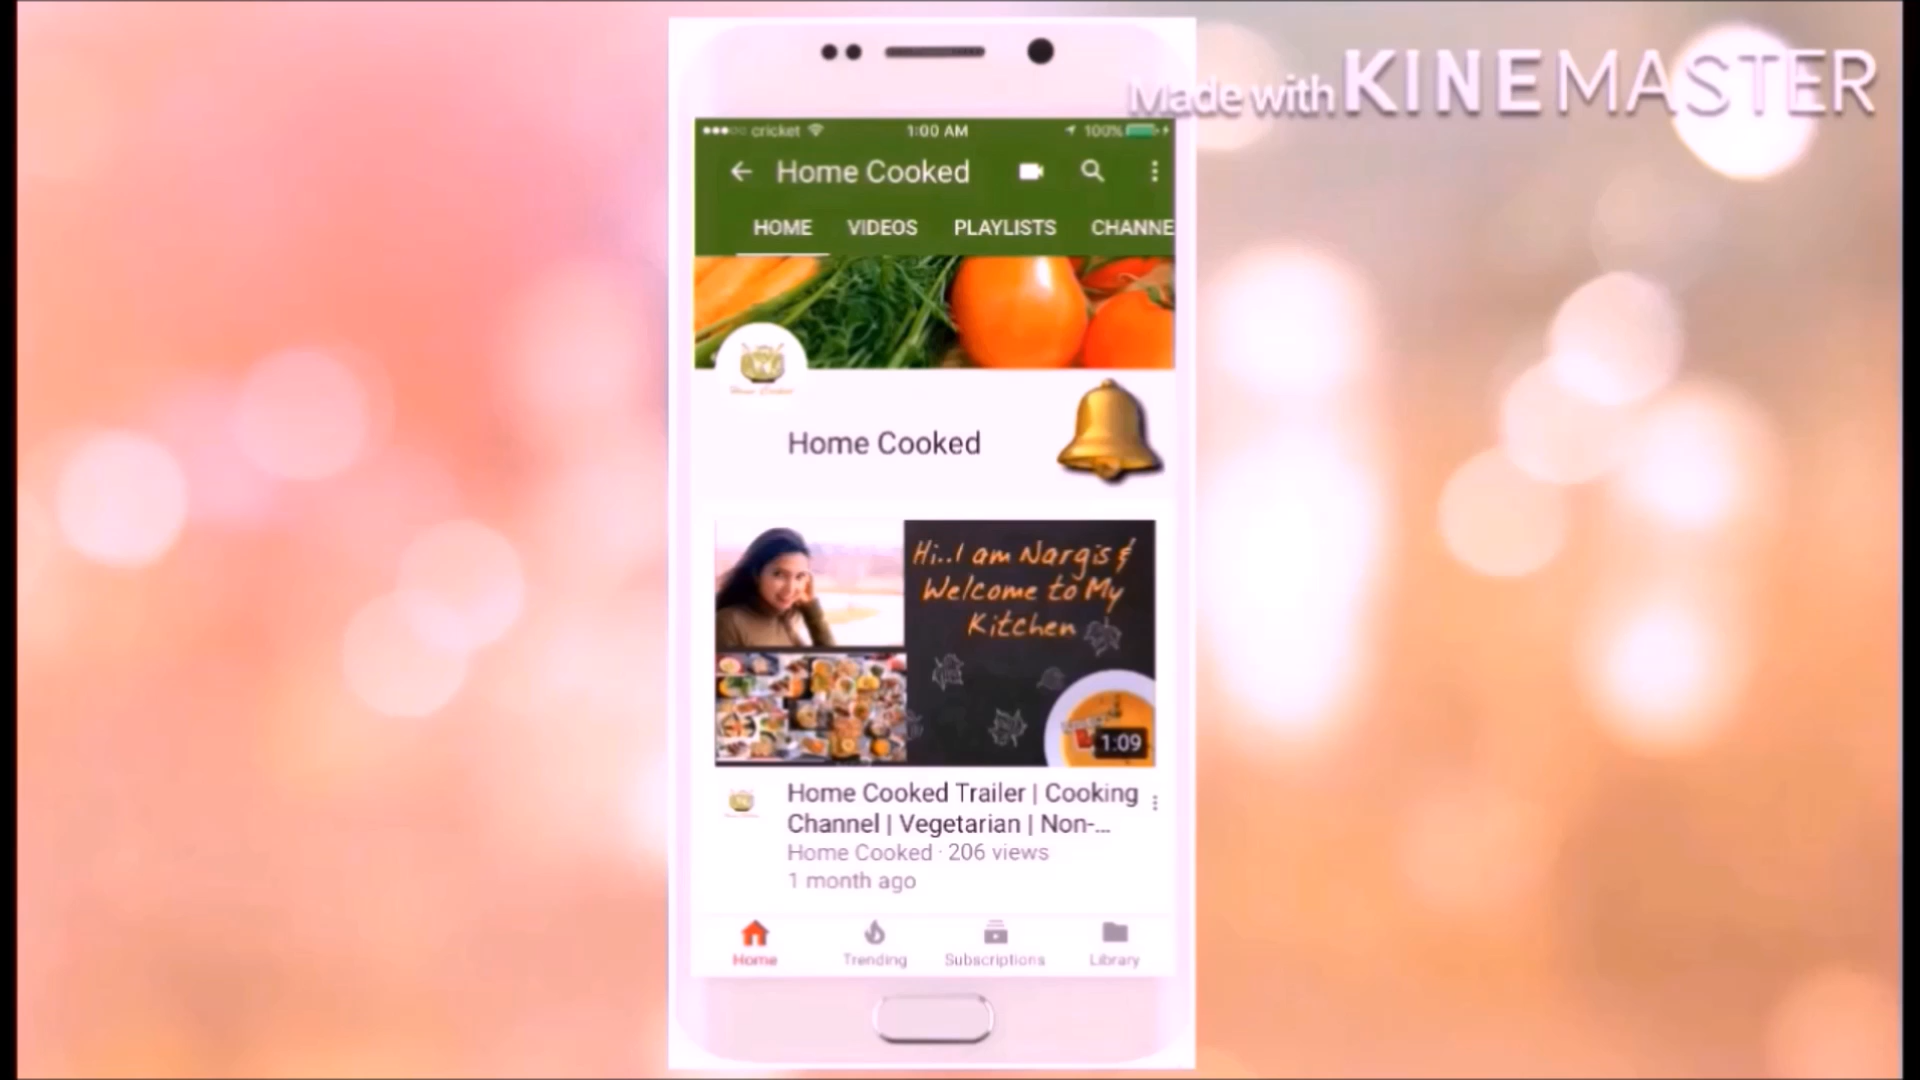 Made with KINEMASTER
cricket 1:00 AM 100%
Home Cooked
HOME VIDEOS PLAYLISTS CHANNE
Home Cooked
Hi..I am Nargis &
Welcome to My
Kitchen
1:09
Home Cooked Trailer | Cooking
Channel | Vegetarian | Non-...
Home Cooked · 206 views
1 month ago
Home Trending Subscriptions Library